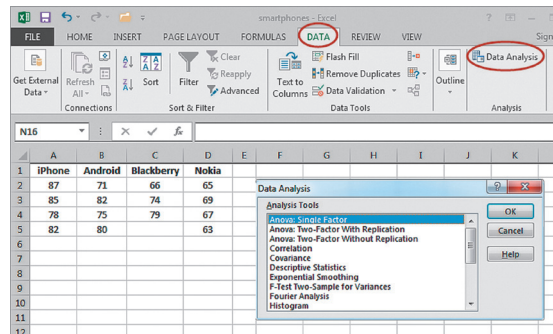 smartphones - Excel
FILE HOME INSERT PAGE LAYOUT FORMULAS DATA REVIEW VIEW Sign
Get External Data
Refresh All
Connections
Sort
Filter
Clear
Reapply
Advanced
Sort & Filter
Text to Columns
Flash Fill
Remove Duplicates
Data Validation
Data Tools
Outline
Data Analysis
Analysis
N16 fx
A B C D E F G H I J K
1 iPhone Android Blackberry Nokia
2 87 71 66 65
3 85 82 74 69
4 78 75 79 67
5 82 80 63
6
7
8
9
10
11
12
Data Analysis
Analysis Tools
Anova: Single Factor
Anova: Two-Factor With Replication
Anova: Two-Factor Without Replication
Correlation
Covariance
Descriptive Statistics
Exponential Smoothing
F-Test Two-Sample for Variances
Fourier Analysis
Histogram
OK
Cancel
Help